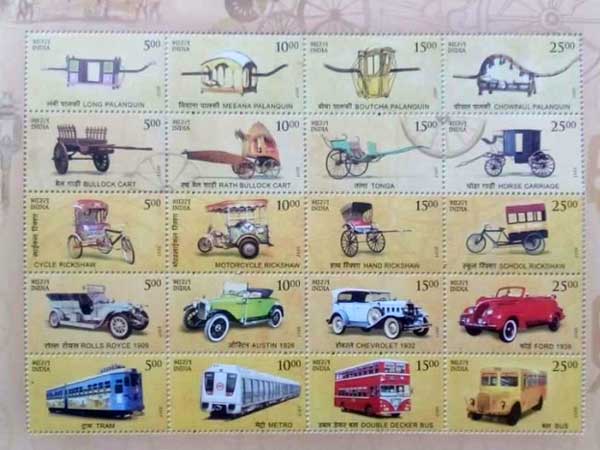 भारत INDIA 5.00
लंबी पालकी LONG PALANQUIN
भारत INDIA 10.00
मियाना पालकी MEEANA PALANQUIN
भारत INDIA 15.00
बोचा पालकी BOUTCHA PALANQUIN
भारत INDIA 25.00
चौपाल पालकी CHOWPAUL PALANQUIN
भारत INDIA 5.00
बैल गाड़ी BULLOCK CART
भारत INDIA 10.00
रथ बैल गाड़ी RATH BULLOCK CART
भारत INDIA 15.00
तांगा TONGA
भारत INDIA 25.00
घोड़ा गाड़ी HORSE CARRIAGE
भारत INDIA 5.00
साईकल रिक्शा
CYCLE RICKSHAW
भारत INDIA 10.00
मोटरसाईकल रिक्शा
MOTORCYCLE RICKSHAW
भारत INDIA 15.00
हाथ रिक्शा HAND RICKSHAW
भारत INDIA 25.00
स्कूल रिक्शा SCHOOL RICKSHAW
भारत INDIA 5.00
रोल्स रॉयस ROLLS ROYCE 1909
भारत INDIA 10.00
ऑस्टिन AUSTIN 1926
भारत INDIA 15.00
शेवरले CHEVROLET 1932
भारत INDIA 25.00
फोर्ड FORD 1938
भारत INDIA 5.00
ट्राम TRAM
भारत INDIA 10.00
मेट्रो METRO
भारत INDIA 15.00
डबल डेकर बस DOUBLE DECKER BUS
भारत INDIA 25.00
बस BUS